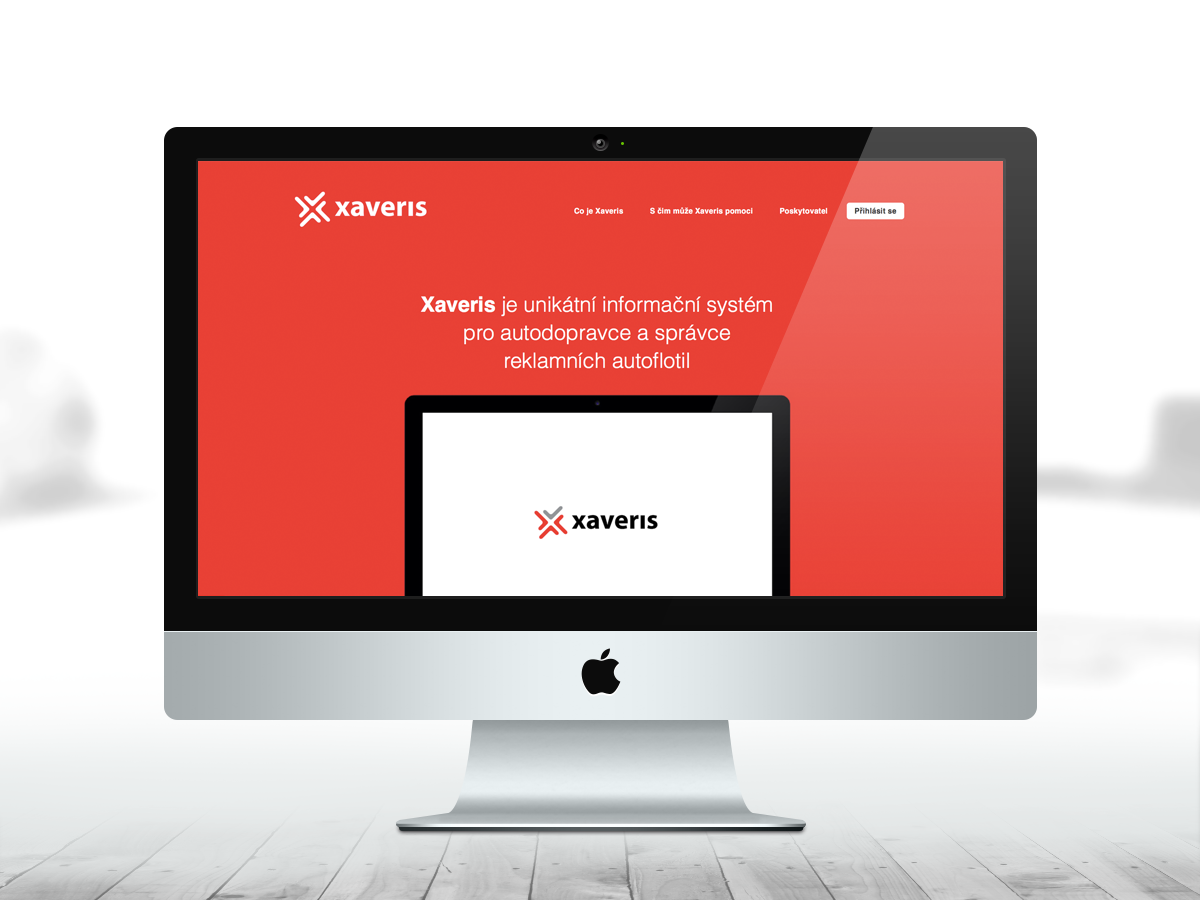 xaveris
Co je Xaveris
S čím může Xaveris pomoci
Poskytovatel
Přihlásit se
Xaveris je unikátní informační systém
pro autodopravce a správce
reklamních autoflotil
xaveris